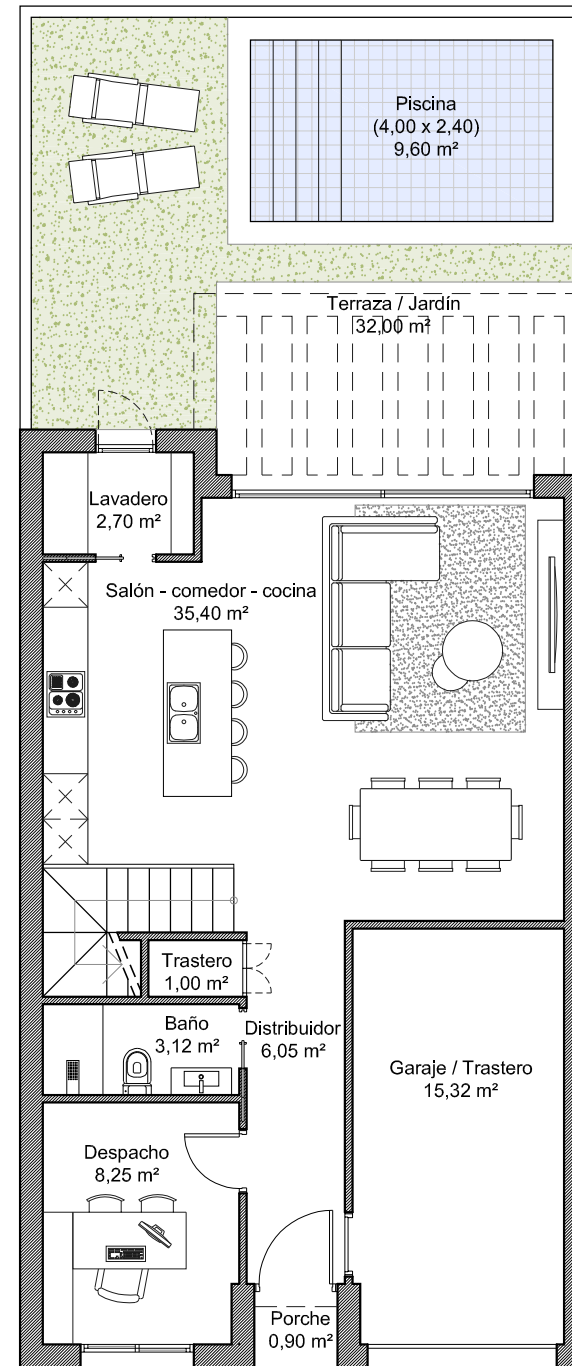 Piscina
(4,00 x 2,40)
9,60 m²
Terraza / Jardín
32,00 m²
Lavadero
2,70 m²
Salón - comedor - cocina
35,40 m²
Trastero
1,00 m²
Baño
3,12 m²
Distribuidor
6,05 m²
Garaje / Trastero
15,32 m²
Despacho
8,25 m²
Porche
0,90 m²